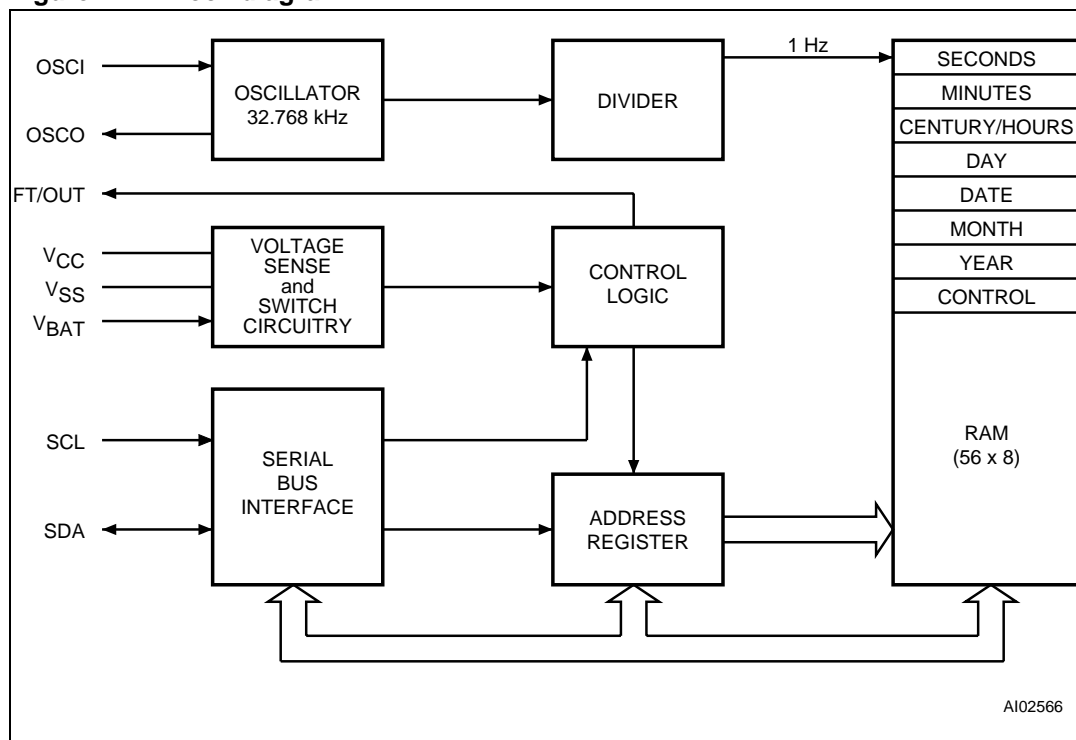 OSCI
OSCO
FT/OUT
VCC
VSS
VBAT
SCL
SDA
OSCILLATOR
32.768 kHz
VOLTAGE
SENSE
and
SWITCH
CIRCUITRY
SERIAL
BUS
INTERFACE
DIVIDER
CONTROL
LOGIC
ADDRESS
REGISTER
1 Hz
SECONDS
MINUTES
CENTURY/HOURS
DAY
DATE
MONTH
YEAR
CONTROL
RAM
(56 x 8)
AI02566